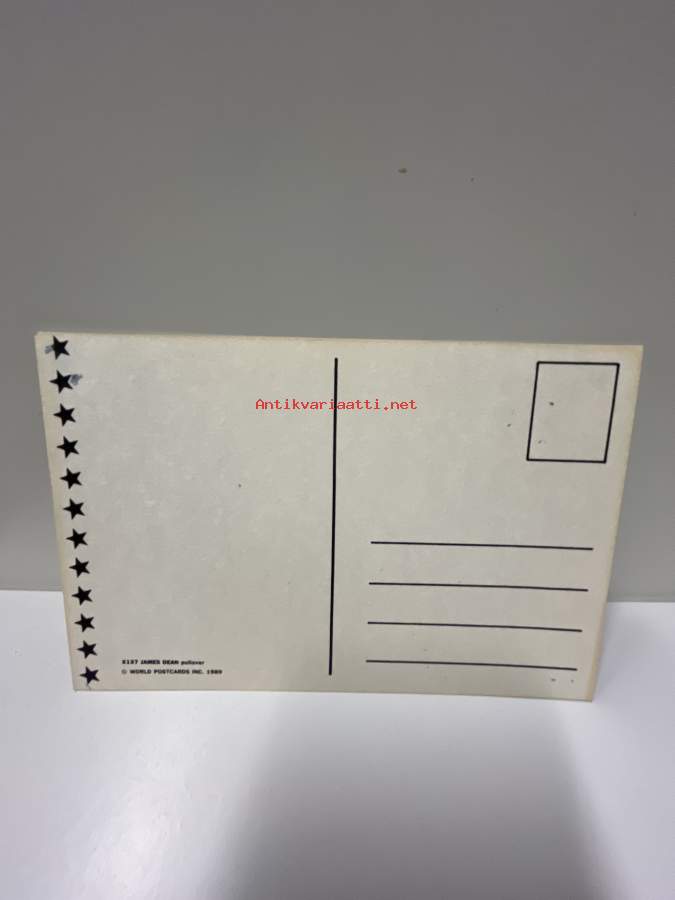 Antikvariaatti.net
X157 JAMES DEAN pullover
© WORLD POSTCARDS INC. 1989